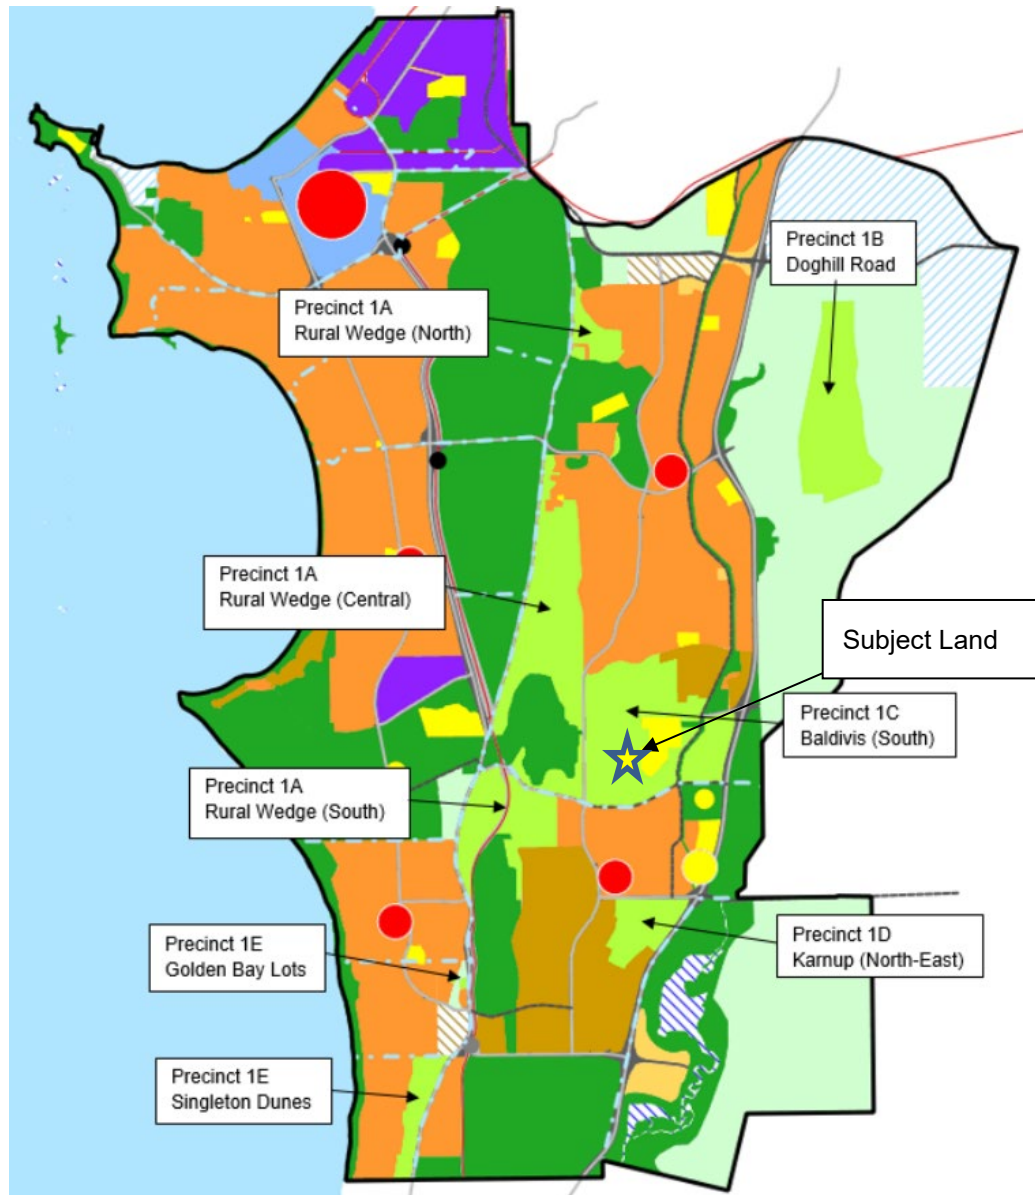 Precinct 1B
Doghill Road
Precinct 1A
Rural Wedge (North)
Precinct 1A
Rural Wedge (Central)
Subject Land
Precinct 1C
Baldivis (South)
Precinct 1A
Rural Wedge (South)
Precinct 1D
Karnup (North-East)
Precinct 1E
Golden Bay Lots
Precinct 1E
Singleton Dunes